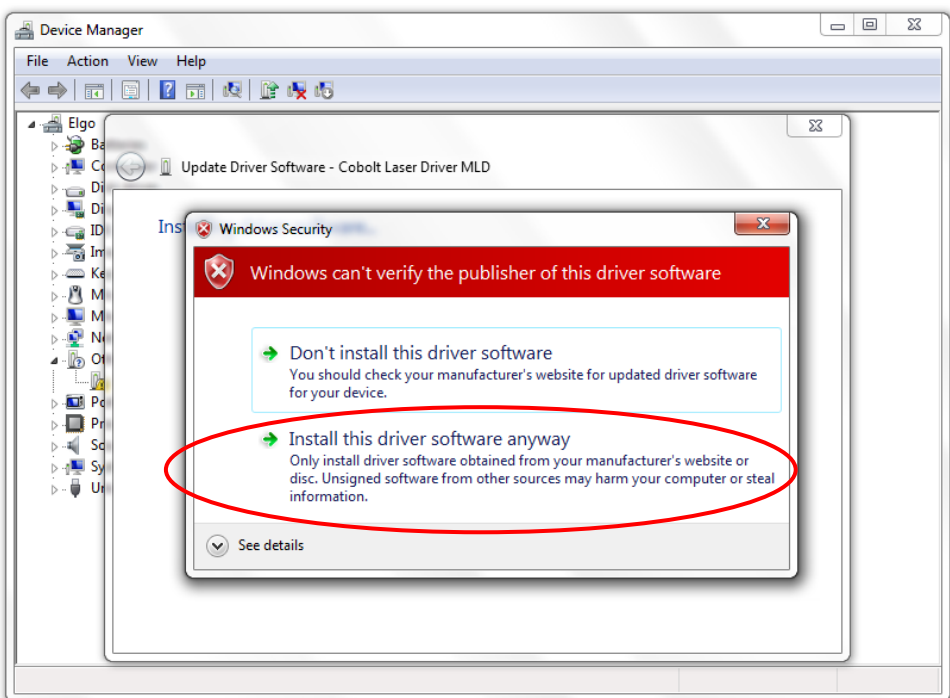 Device Manager
File Action View Help
Elgo
Update Driver Software - Cobolt Laser Driver MLD
Windows Security
Windows can't verify the publisher of this driver software
Don't install this driver software
You should check your manufacturer's website for updated driver software
for your device.
Install this driver software anyway
Only install driver software obtained from your manufacturer's website or
disc. Unsigned software from other sources may harm your computer or steal
information.
See details